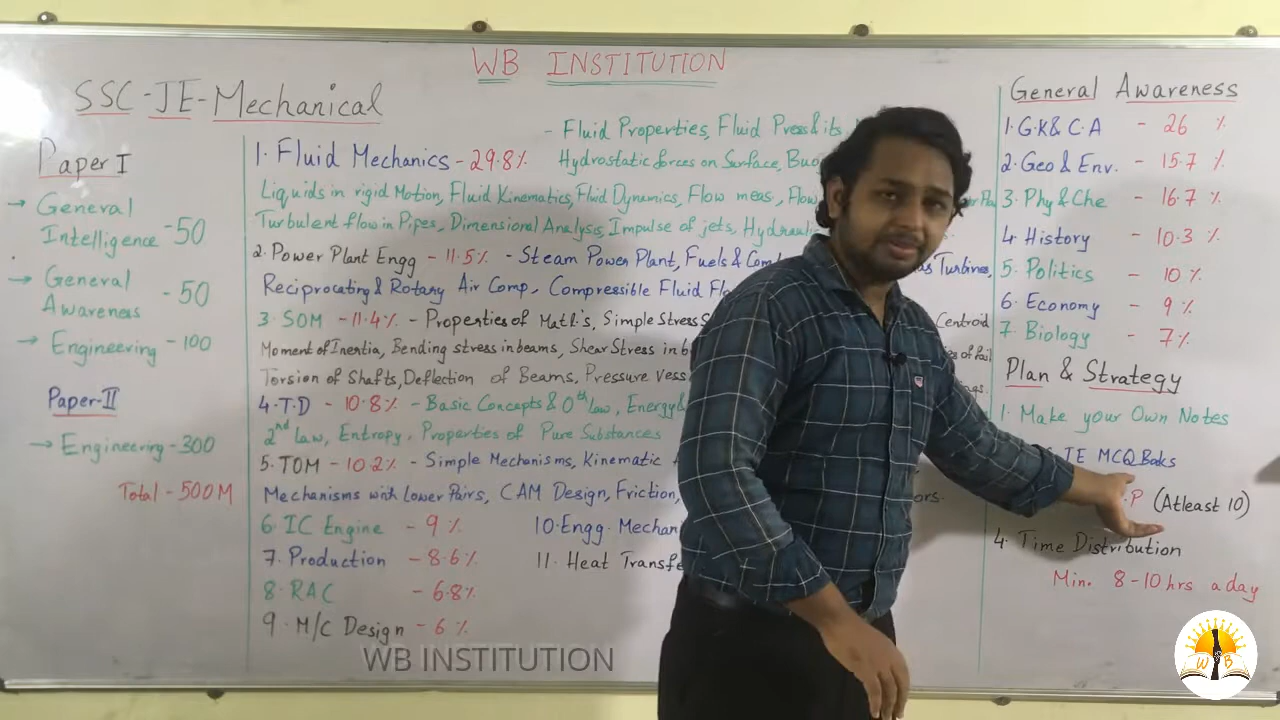 WB INSTITUTION
SSC-JE-Mechanical
Paper I
→ General
Intelligence -50
→ General
Awareness -50
→ Engineering -100
Paper-II
→ Engineering-300
Total - 500M
1. Fluid Mechanics - 29.8%
- Fluid Properties, Fluid Press & its
Hydrostatic forces on Surface,
Liquids in rigid Motion, Fluid Kinematics, Fluid Dynamics, Flow meas., Flow
Turbulent flow in Pipes, Dimensional Analysis, Impulse of jets,
2. Power Plant Engg - 11.5% - Steam Power Plant, Fuels & Turbines,
Reciprocating & Rotary Air Comp, Compressible Fluid
3. SOM - 11.4% - Properties of Matl.'s, Simple Stress Centroid
Moment of Inertia, Bending stress in beams, Shear Stress in
Torsion of Shafts, Deflection of Beams, Pressure
4. T.D - 10.8% - Basic Concepts & 0th Law, Energy &
2nd Law, Entropy. Properties of Pure Substances
5. TOM - 10.2% - Simple Mechanisms, Kinematic
Mechanisms with Lower Pairs, CAM Design, Friction,
6. IC Engine - 9%
7. Production - 8.6%
8. RAC - 6.8%
9. M/C Design - 6%
10. Engg. 
11. Heat
General Awareness
1. G.K & C.A - 26 %
2. Geo & Env. - 15.7 %
3. Phy & Che - 16.7 %
4 History - 10.3 %
5. Politics - 10 %
6. Economy - 9 %
7. Biology - 7%
Plan & Strategy
1. Make your Own Notes
JE MCQ Books
P (Atleast 10)
4. Time Distribution
Min. 8-10 hrs a day
WB INSTITUTION
W B